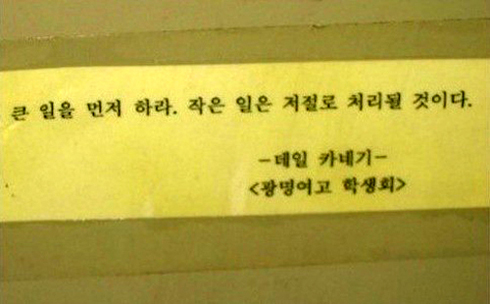 큰 일을 먼저 하라. 작은 일은 저절로 처리될 것이다.
-데일 카네기-
<광명여고 학생회>